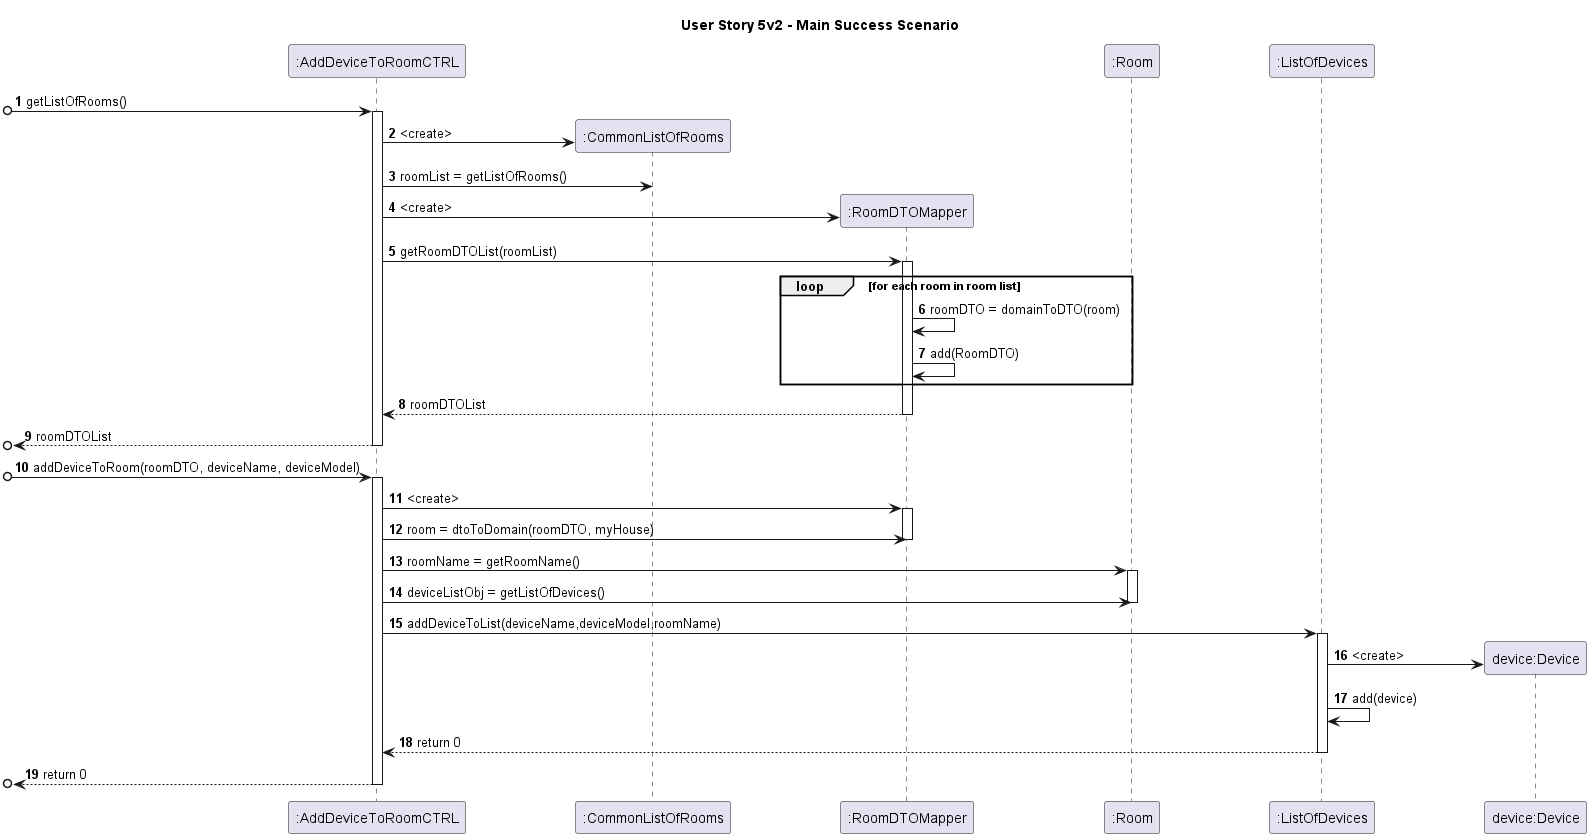 User Story 5v2 - Main Success Scenario
:AddDeviceToRoomCTRL
:Room
:ListOfDevices
1 getListOfRooms()
2 <create>
:CommonListOfRooms
3 roomList = getListOfRooms()
4 <create>
:RoomDTOMapper
5 getRoomDTOList(roomList)
loop [for each room in room list]
6 roomDTO = domainToDTO(room)
7 add(RoomDTO)
8 roomDTOList
9 roomDTOList
10 addDeviceToRoom(roomDTO, deviceName, deviceModel)
11 <create>
12 room = dtoToDomain(roomDTO, myHouse)
13 roomName = getRoomName()
14 deviceListObj = getListOfDevices()
15 addDeviceToList(deviceName,deviceModel,roomName)
16 <create>
device:Device
17 add(device)
18 return 0
19 return 0
:AddDeviceToRoomCTRL
:CommonListOfRooms
:RoomDTOMapper
:Room
:ListOfDevices
device:Device